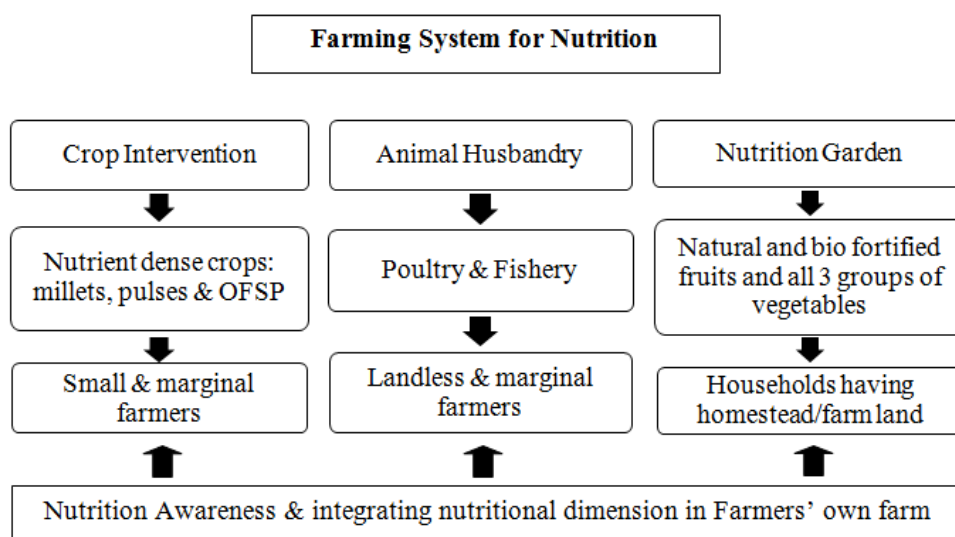 Farming System for Nutrition
Crop Intervention
Animal Husbandry
Nutrition Garden
Nutrient dense crops:
millets, pulses & OFSP
Poultry & Fishery
Natural and bio fortified
fruits and all 3 groups of
vegetables
Small & marginal
farmers
Landless & marginal
farmers
Households having
homestead/farm land
Nutrition Awareness & integrating nutritional dimension in Farmers’ own farm